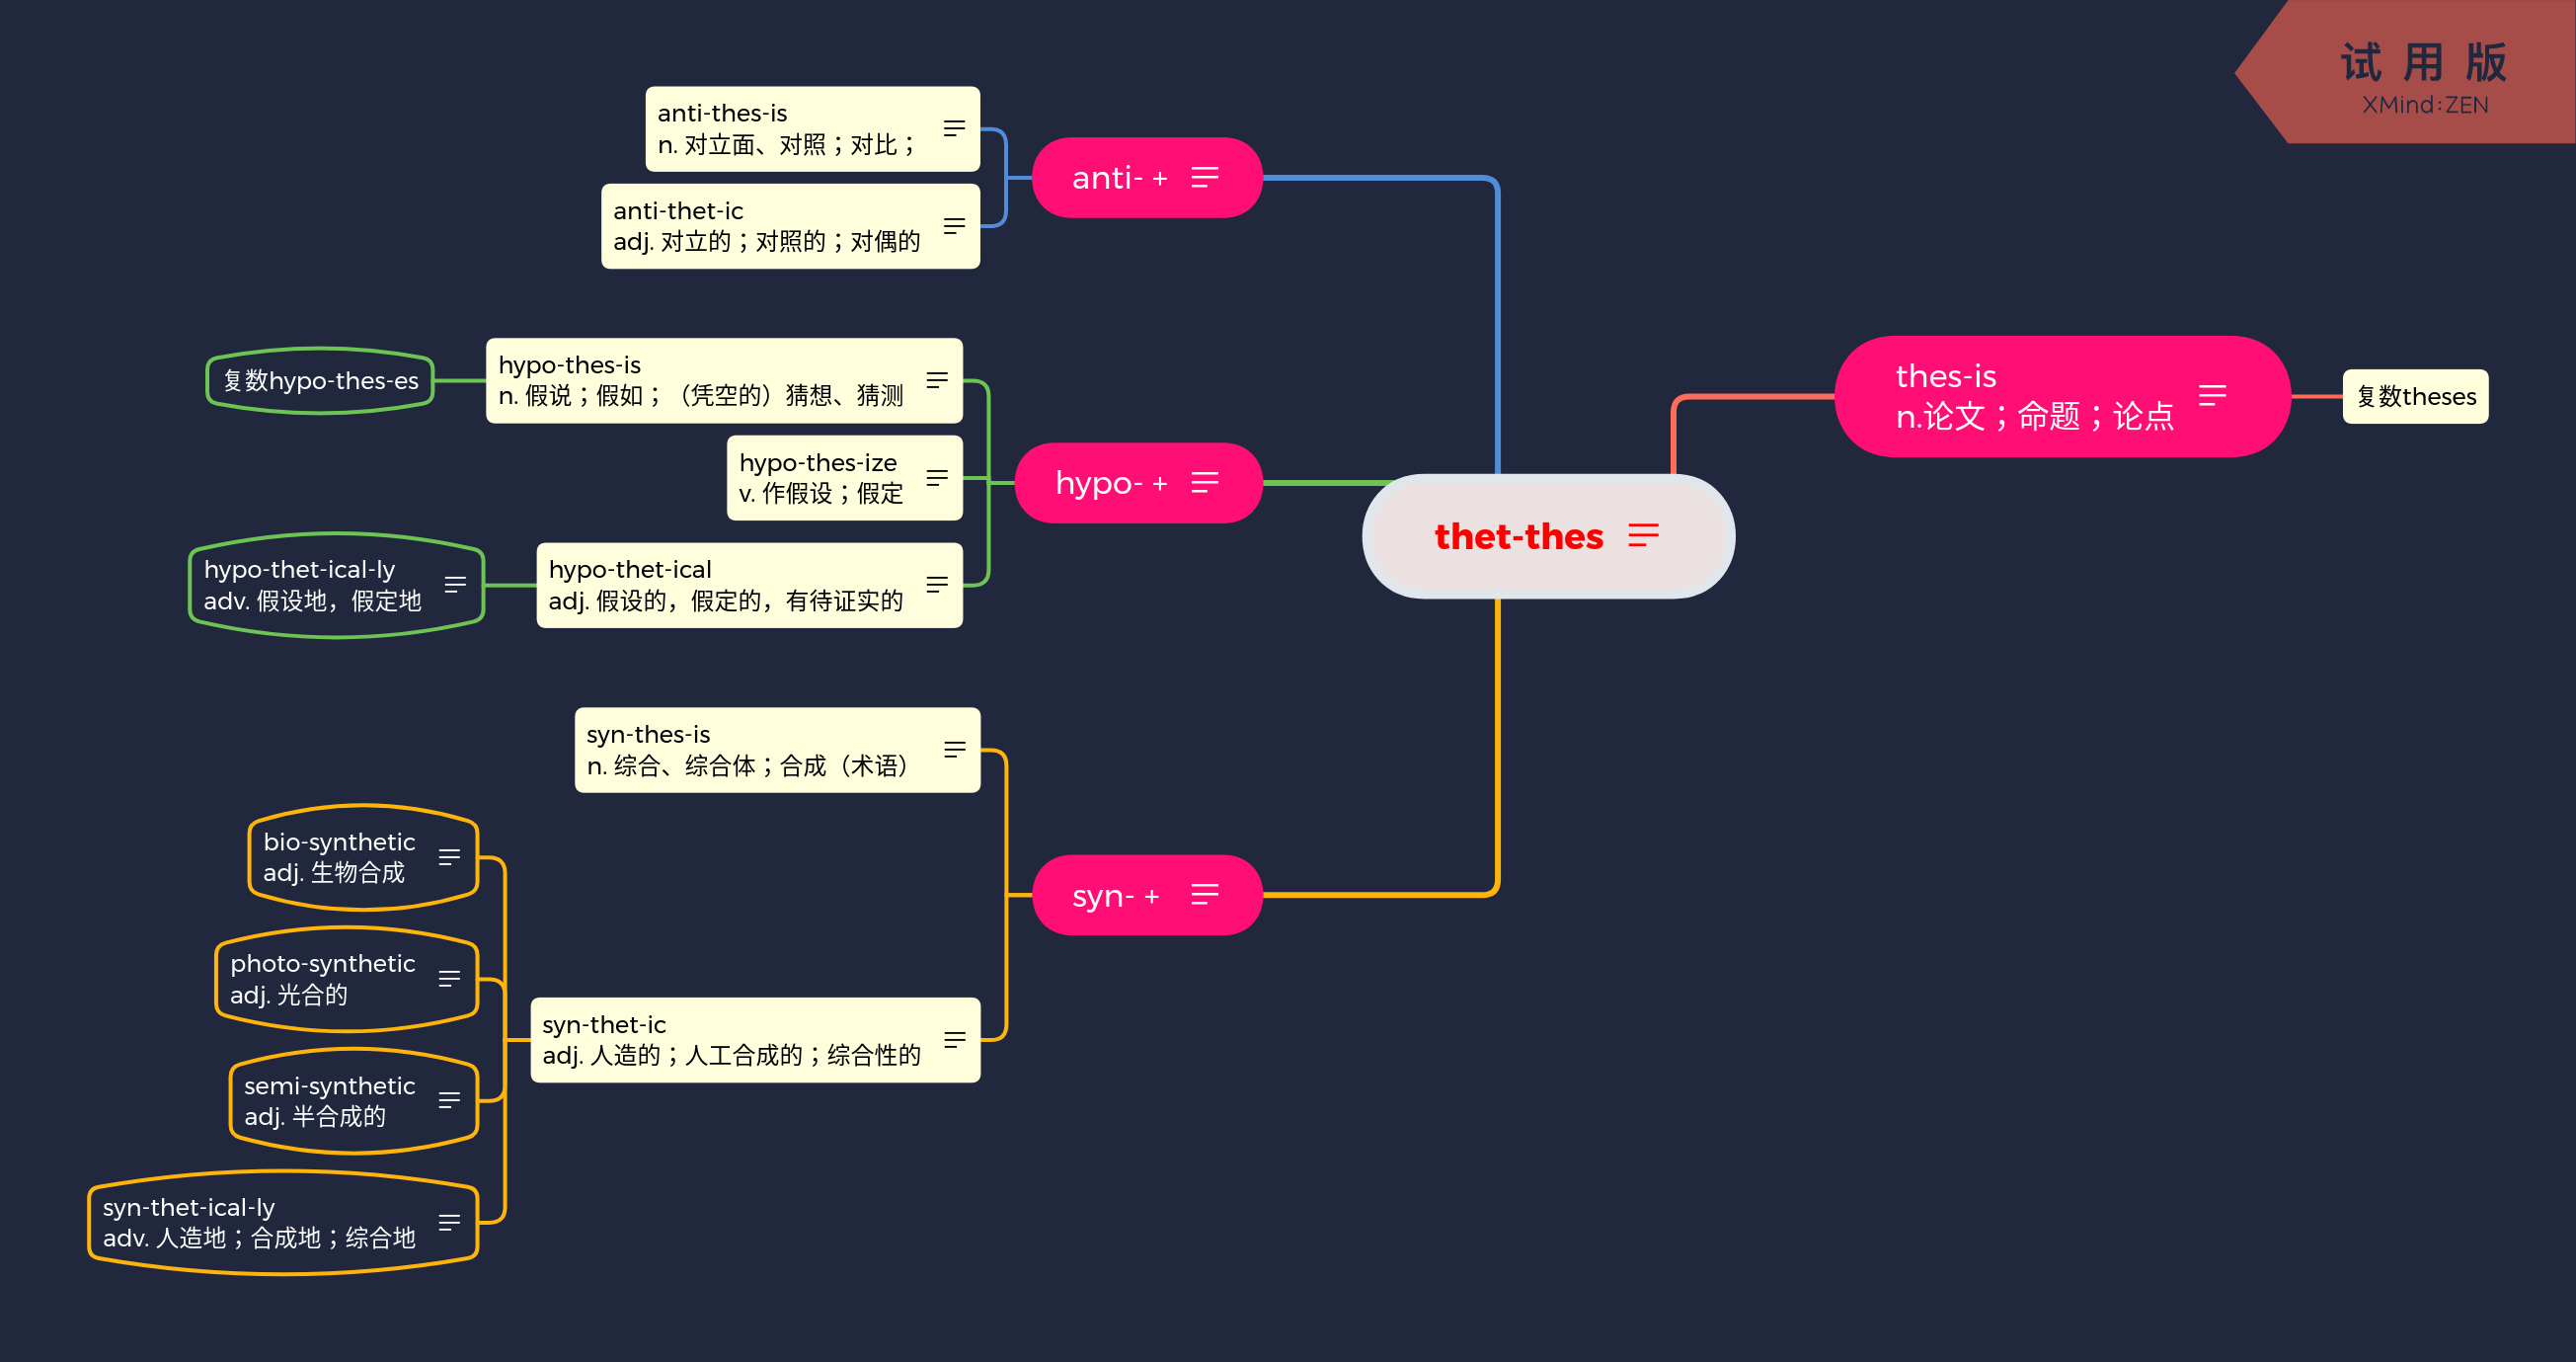 试 用 版
XMind:ZEN
thet-thes
thes-is
n.论文；命题；论点
复数theses
anti- +
anti-thes-is
n. 对立面、对照；对比；
anti-thet-ic
adj. 对立的；对照的；对偶的
hypo- +
hypo-thes-is
n. 假说；假如；（凭空的）猜想、猜测
复数hypo-thes-es
hypo-thes-ize
v. 作假设；假定
hypo-thet-ical
adj. 假设的，假定的，有待证实的
hypo-thet-ical-ly
adv. 假设地，假定地
syn- +
syn-thes-is
n. 综合、综合体；合成（术语）
syn-thet-ic
adj. 人造的；人工合成的；综合性的
bio-synthetic
adj. 生物合成
photo-synthetic
adj. 光合的
semi-synthetic
adj. 半合成的
syn-thet-ical-ly
adv. 人造地；合成地；综合地